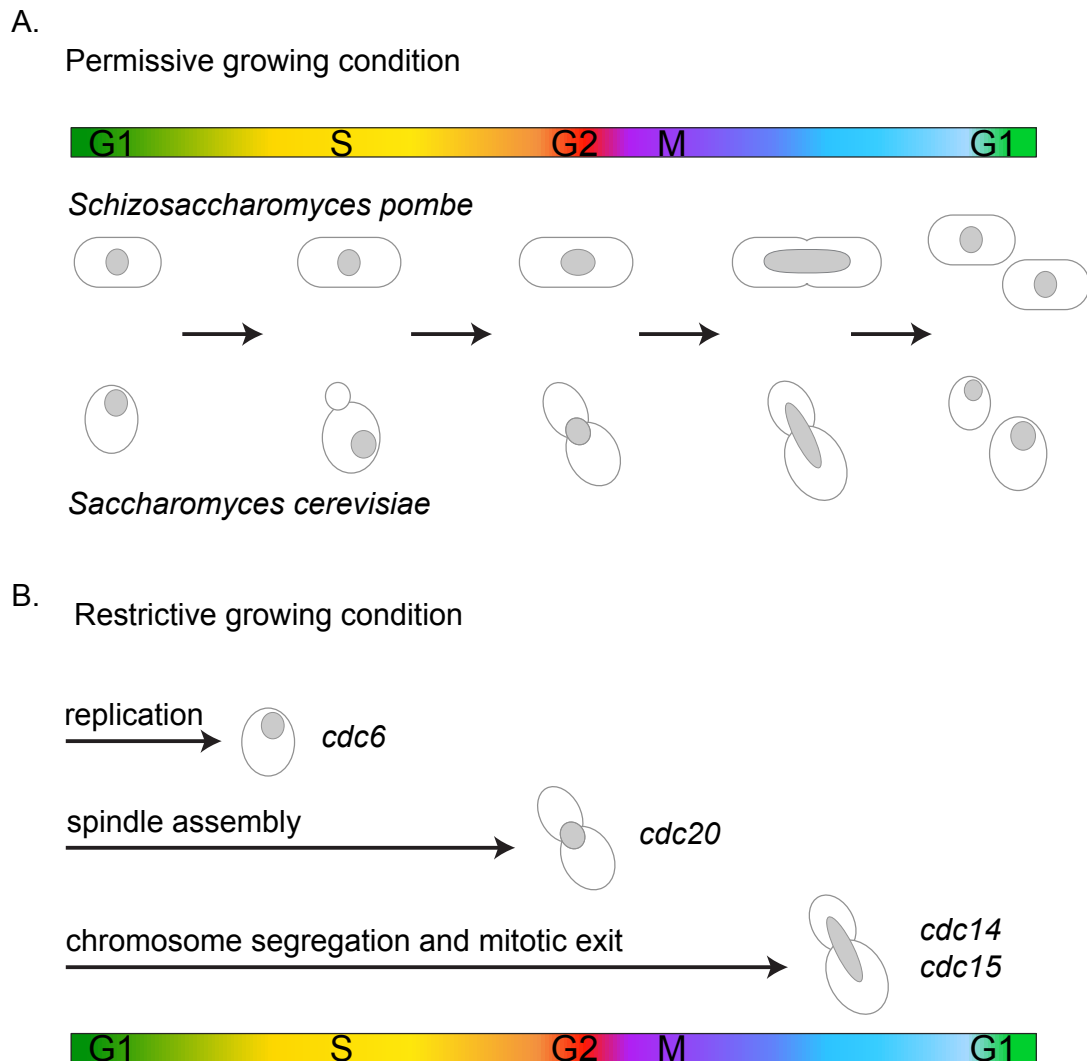 A.
Permissive growing condition
G1 S G2 M G1
Schizosaccharomyces pombe
Saccharomyces cerevisiae
B.
Restrictive growing condition
replication
cdc6
spindle assembly
cdc20
chromosome segregation and mitotic exit
cdc14
cdc15
G1 S G2 M G1